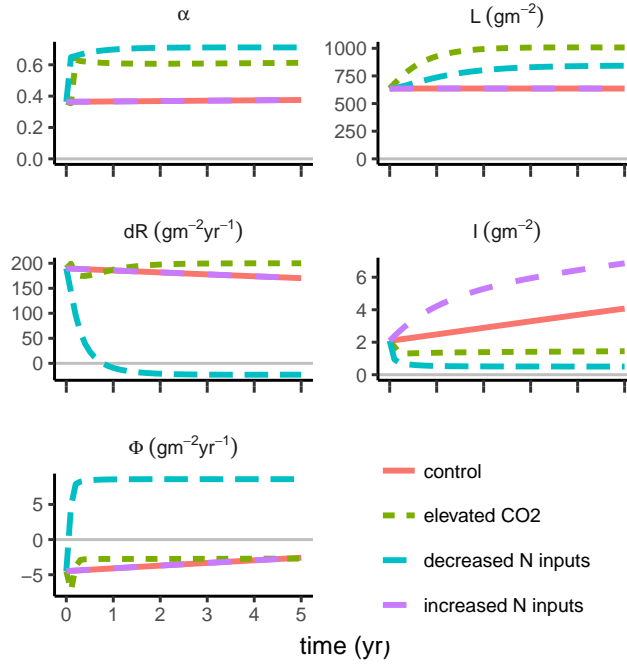 α
0.6
0.4
0.2
0.0
L (gm⁻²)
1000
750
500
250
0
dR (gm⁻²yr⁻¹)
200
150
100
50
0
I (gm⁻²)
6
4
2
0
Φ (gm⁻²yr⁻¹)
5
0
−5
0 1 2 3 4 5
time (yr)
control
elevated CO2
decreased N inputs
increased N inputs